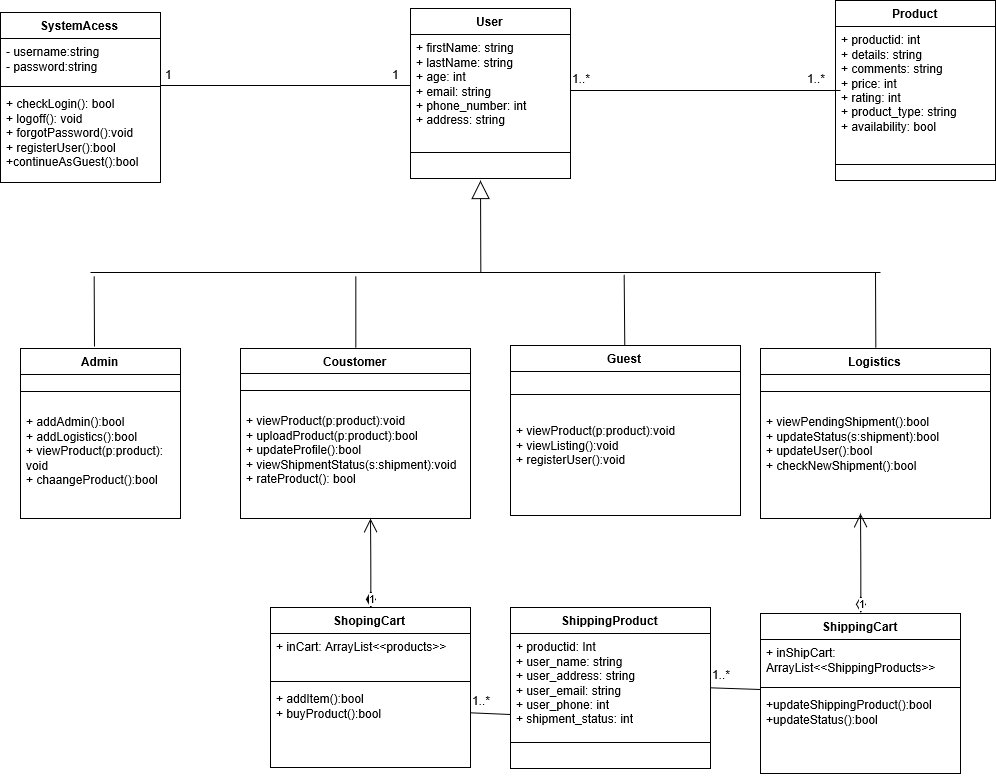 SystemAcess
- username:string
- password:string
+ checkLogin(): bool
+ logoff(): void
+ forgotPassword():void
+ registerUser():bool
+continueAsGuest():bool
1
1
User
+ firstName: string
+ lastName: string
+ age: int
+ email: string
+ phone_number: int
+ address: string
1..*
1..*
Product
+ productid: int
+ details: string
+ comments: string
+ price: int
+ rating: int
+ product_type: string
+ availability: bool
Admin
+ addAdmin():bool
+ addLogistics():bool
+ viewProduct(p:product):
void
+ chaangeProduct():bool
Coustomer
+ viewProduct(p:product):void
+ uploadProduct(p:product):bool
+ updateProfile():bool
+ viewShipmentStatus(s:shipment):void
+ rateProduct(): bool
Guest
+ viewProduct(p:product):void
+ viewListing():void
+ registerUser():void
Logistics
+ viewPendingShipment():bool
+ updateStatus(s:shipment):bool
+ updateUser():bool
+ checkNewShipment():bool
1
ShopingCart
+ inCart: ArrayList<<products>>
+ addItem():bool
+ buyProduct():bool
1..*
ShippingProduct
+ productid: Int
+ user_name: string
+ user_address: string
+ user_email: string
+ user_phone: int
+ shipment_status: int
1..*
1
ShippingCart
+ inShipCart:
ArrayList<<ShippingProducts>>
+updateShippingProduct():bool
+updateStatus():bool